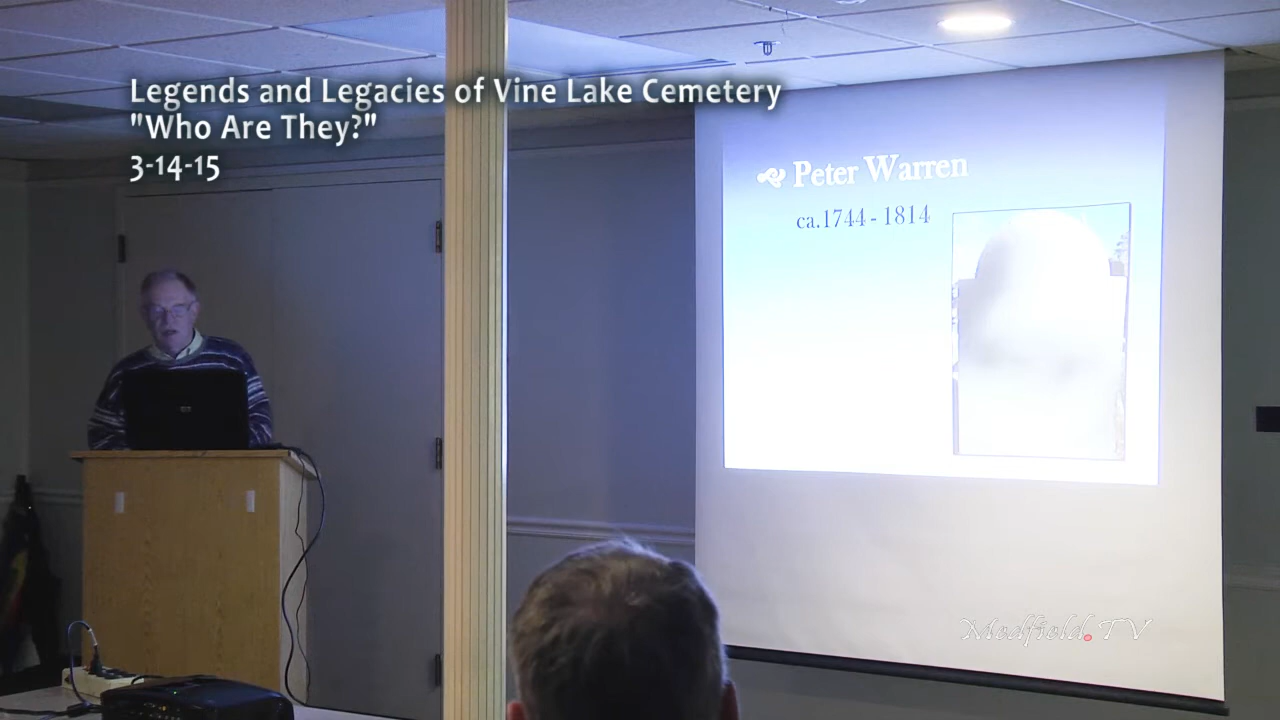 Legends and Legacies of Vine Lake Cemetery
"Who Are They?"
3-14-15
Peter Warren
ca.1744 - 1814
Medfield.TV